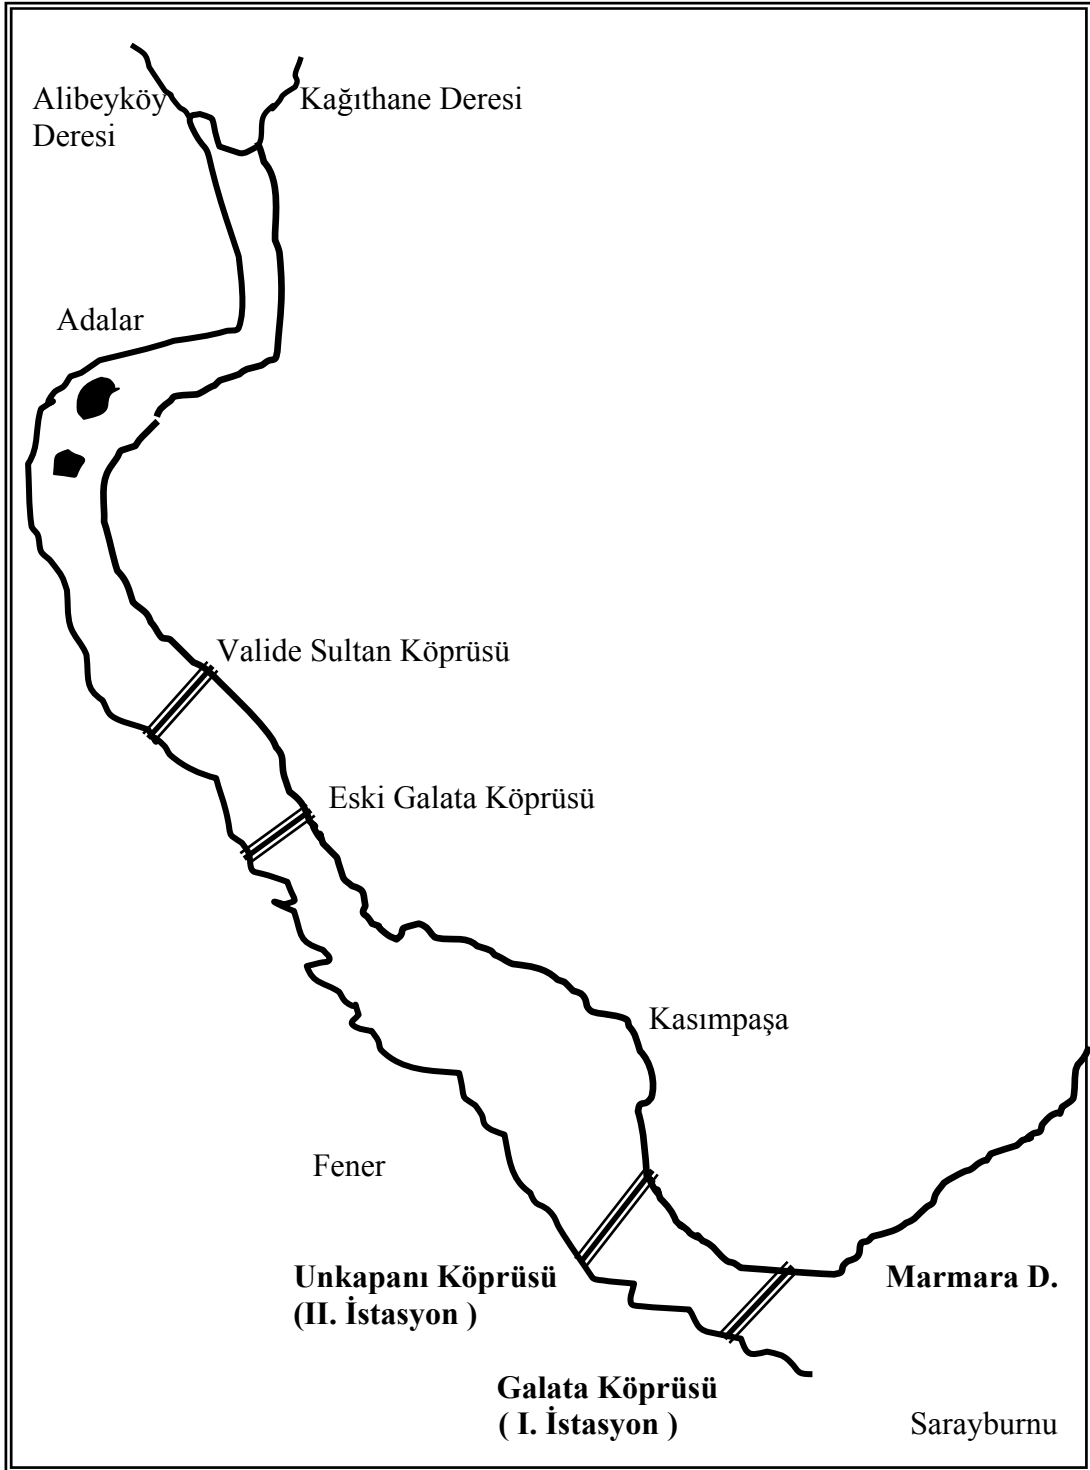 Alibeyköy
Deresi
Kağıthane Deresi
Adalar
Valide Sultan Köprüsü
Eski Galata Köprüsü
Kasımpaşa
Fener
Unkapanı Köprüsü
(II. İstasyon )
Marmara D.
Galata Köprüsü
( I. İstasyon )
Sarayburnu